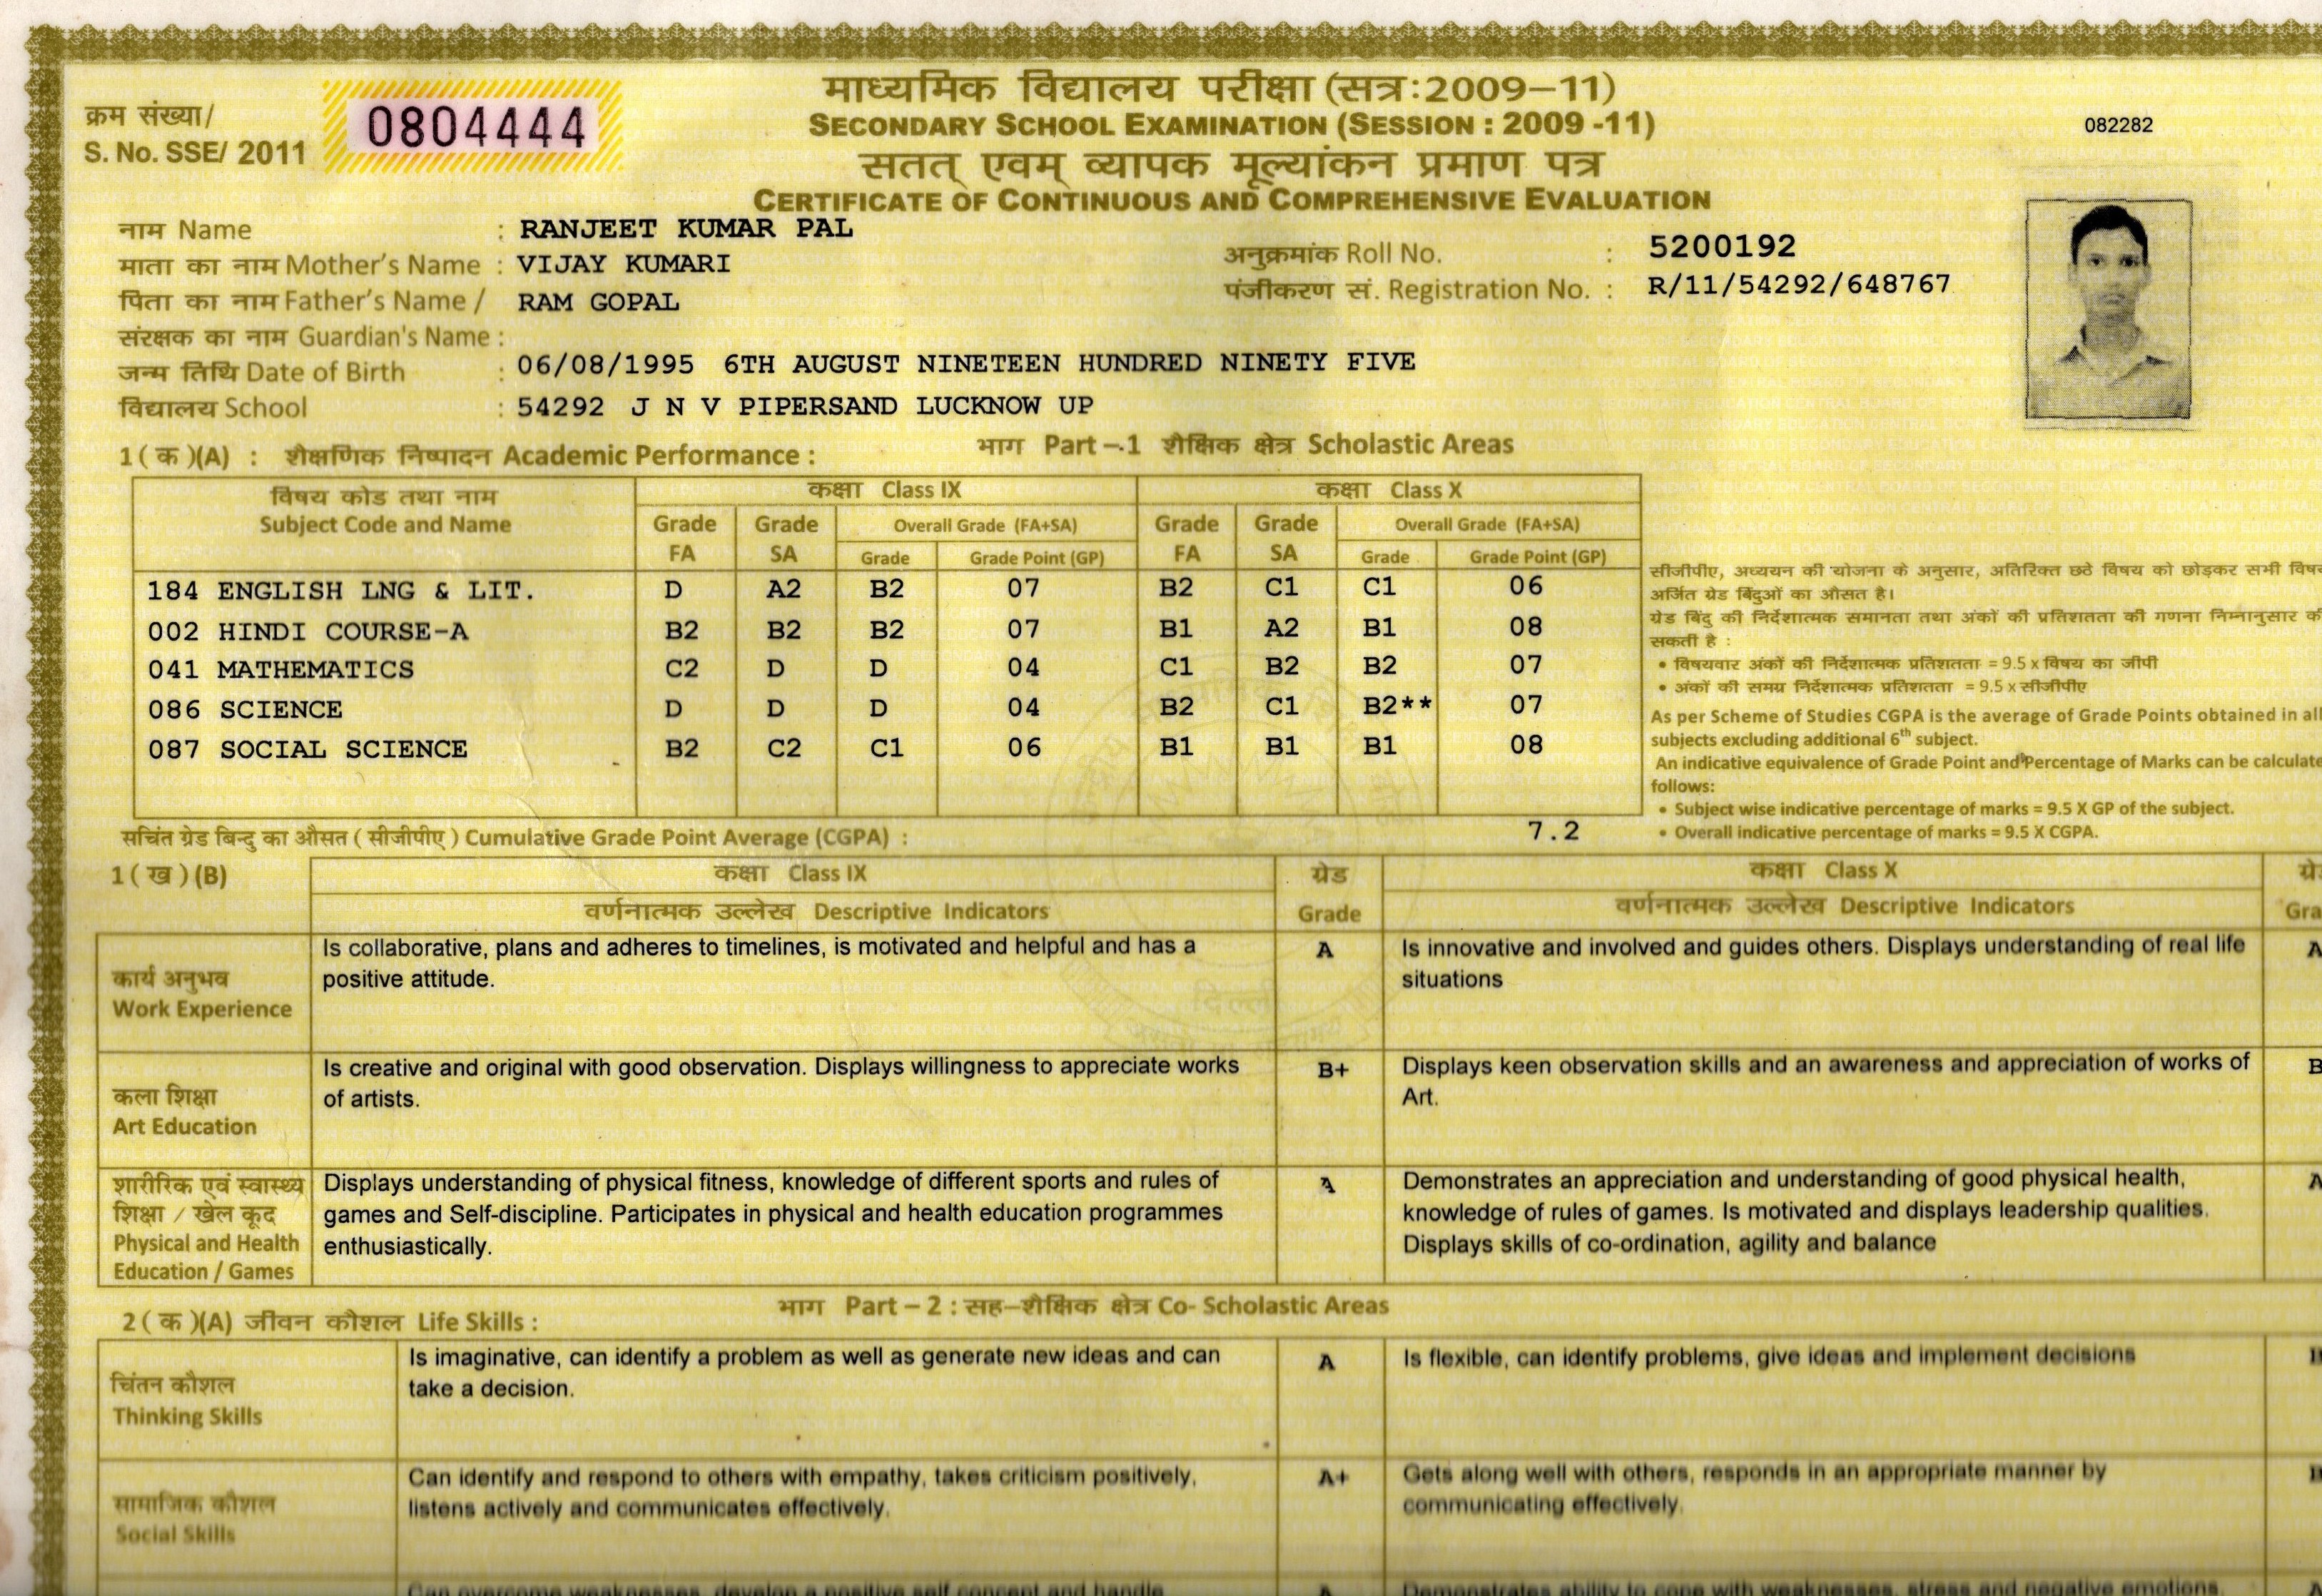 माध्यमिक विद्यालय परीक्षा (सत्र:2009–11)
SECONDARY SCHOOL EXAMINATION (SESSION : 2009 -11)
सतत् एवम् व्यापक मूल्यांकन प्रमाण पत्र
CERTIFICATE OF CONTINUOUS AND COMPREHENSIVE EVALUATION
क्रम संख्या/
S. No. SSE/ 2011 0804444
082282
नाम Name : RANJEET KUMAR PAL
माता का नाम Mother's Name : VIJAY KUMARI
पिता का नाम Father's Name / RAM GOPAL
संरक्षक का नाम Guardian's Name :
जन्म तिथि Date of Birth : 06/08/1995 6TH AUGUST NINETEEN HUNDRED NINETY FIVE
विद्यालय School : 54292 J N V PIPERSAND LUCKNOW UP
अनुक्रमांक Roll No. : 5200192
पंजीकरण सं. Registration No. : R/11/54292/648767
भाग Part –.1 शैक्षिक क्षेत्र Scholastic Areas
1( क )(A) : शैक्षणिक निष्पादन Academic Performance :
विषय कोड तथा नाम कक्षा Class IX कक्षा Class X
Subject Code and Name Grade FA Grade SA Overall Grade (FA+SA) Grade FA Grade SA Overall Grade (FA+SA)
Grade Grade Point (GP) Grade Grade Point (GP)
184 ENGLISH LNG & LIT. D A2 B2 07 B2 C1 C1 06
002 HINDI COURSE-A B2 B2 B2 07 B1 A2 B1 08
041 MATHEMATICS C2 D D 04 C1 B2 B2 07
086 SCIENCE D D D 04 B2 C1 B2** 07
087 SOCIAL SCIENCE B2 C2 C1 06 B1 B1 B1 08
सीजीपीए, अध्ययन की योजना के अनुसार, अतिरिक्त छठे विषय को छोड़कर सभी
अर्जित ग्रेड बिंदुओं का औसत है।
ग्रेड बिंदु की निर्देशात्मक समानता तथा अंकों की प्रतिशतता की गणना निम्नानुसार की
सकती है :
• विषयवार अंकों की निर्देशात्मक प्रतिशतता = 9.5 x विषय का जीपी
• अंकों की समग्र निर्देशात्मक प्रतिशतता = 9.5 x सीजीपीए
As per Scheme of Studies CGPA is the average of Grade Points obtained in all
subjects excluding additional 6th subject.
An indicative equivalence of Grade Point and Percentage of Marks can be calculate
follows:
• Subject wise indicative percentage of marks = 9.5 X GP of the subject.
• Overall indicative percentage of marks = 9.5 X CGPA.
सचिंत ग्रेड बिन्दु का औसत ( सीजीपीए ) Cumulative Grade Point Average (CGPA) : 7.2
1( ख ) (B) कक्षा Class IX ग्रेड कक्षा Class X
वर्णनात्मक उल्लेख Descriptive Indicators Grade वर्णनात्मक उल्लेख Descriptive Indicators Gra
कार्य अनुभव
Work Experience
Is collaborative, plans and adheres to timelines, is motivated and helpful and has a
positive attitude.
A
Is innovative and involved and guides others. Displays understanding of real life
situations
A
कला शिक्षा
Art Education
Is creative and original with good observation. Displays willingness to appreciate works
of artists.
B+
Displays keen observation skills and an awareness and appreciation of works of
Art.
B
शारीरिक एवं स्वास्थ्य
शिक्षा / खेल कूद
Physical and Health
Education / Games
Displays understanding of physical fitness, knowledge of different sports and rules of
games and Self-discipline. Participates in physical and health education programmes
enthusiastically.
A
Demonstrates an appreciation and understanding of good physical health,
knowledge of rules of games. Is motivated and displays leadership qualities.
Displays skills of co-ordination, agility and balance
A
भाग Part – 2 : सह–शैक्षिक क्षेत्र Co- Scholastic Areas
2( क )(A) जीवन कौशल Life Skills :
चिंतन कौशल
Thinking Skills
Is imaginative, can identify a problem as well as generate new ideas and can
take a decision.
A
Is flexible, can identify problems, give ideas and implement decisions
सामाजिक कौशल
Social Skills
Can identify and respond to others with empathy, takes criticism positively,
listens actively and communicates effectively.
A+
Gets along well with others, responds in an appropriate manner by
communicating effectively.
Can overcome weaknesses, develop a positive self concept and handle
A
Demonstrates ability to cope with weaknesses, stress and negative emotions